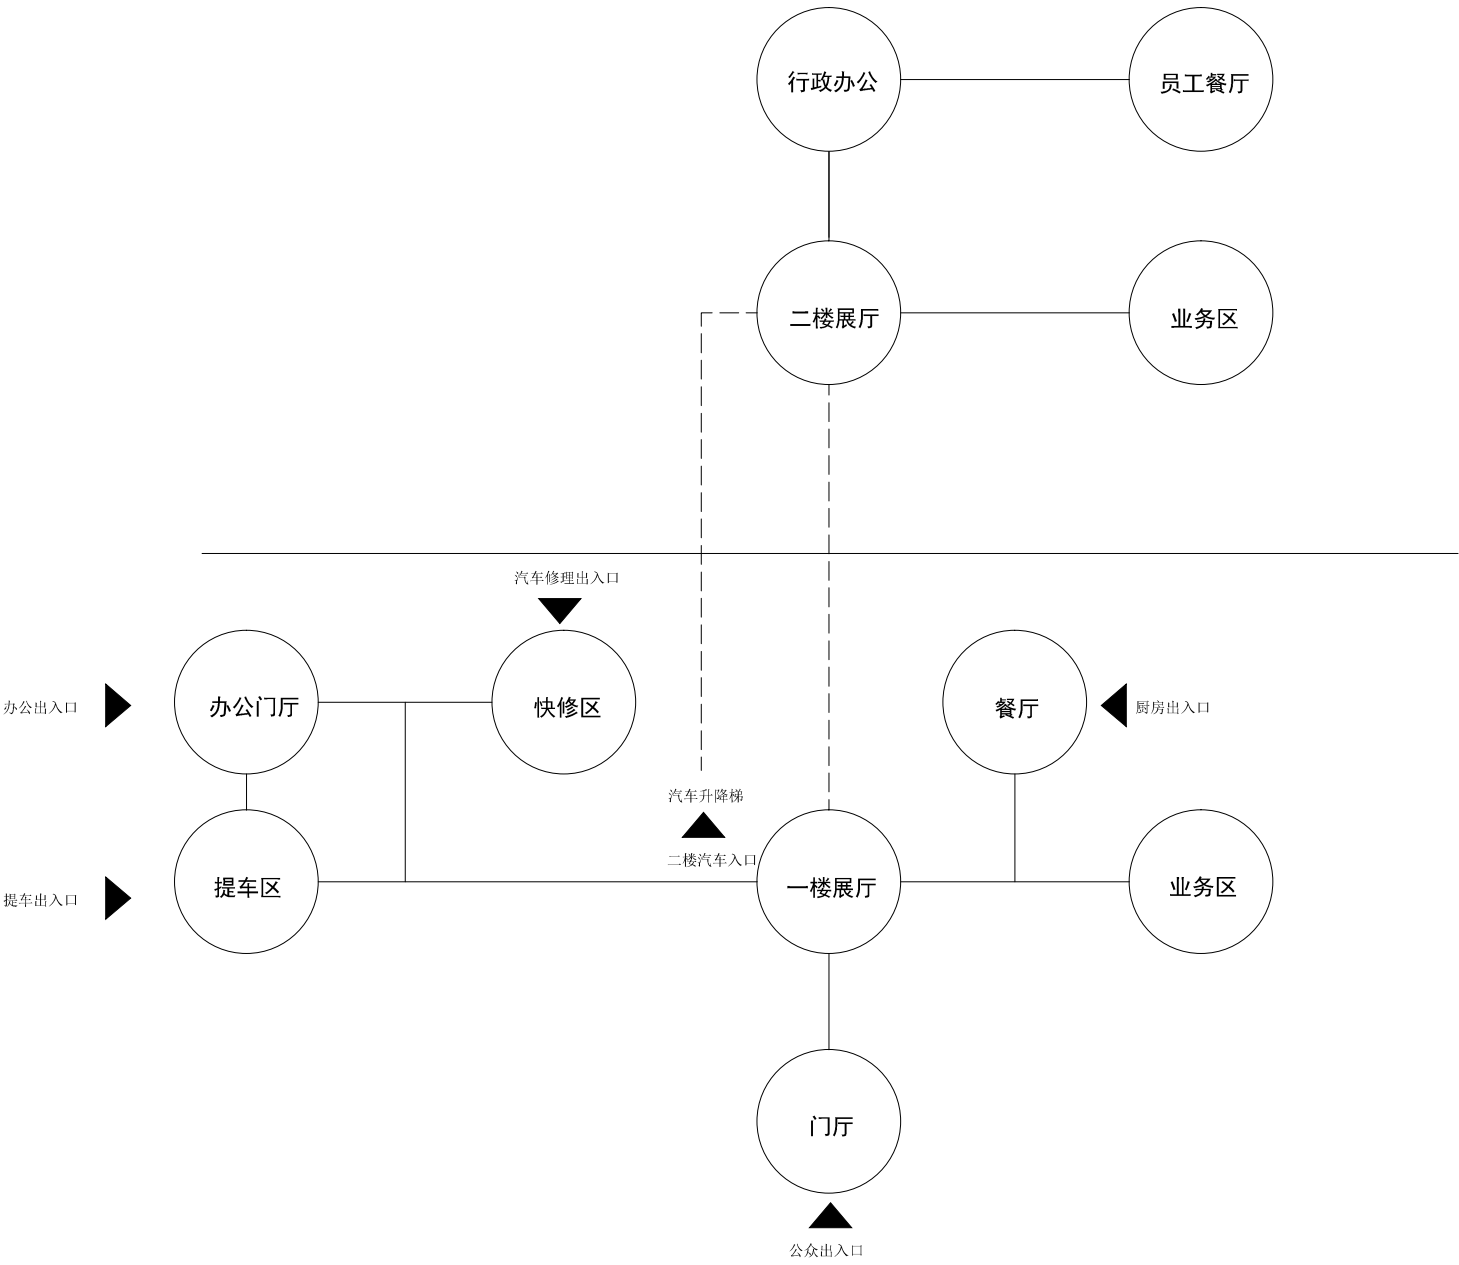 行政办公
员工餐厅
二楼展厅
业务区
汽车修理出入口
办公出入口
办公门厅
快修区
餐厅
厨房出入口
汽车升降梯
二楼汽车入口
提车出入口
提车区
一楼展厅
业务区
门厅
公众出入口